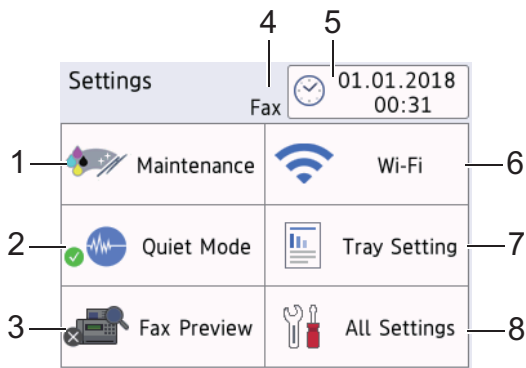 4 5
Settings
Fax
01.01.2018
00:31
1 Maintenance
Wi-Fi 6
2 Quiet Mode
Tray Setting 7
3 Fax Preview
All Settings 8